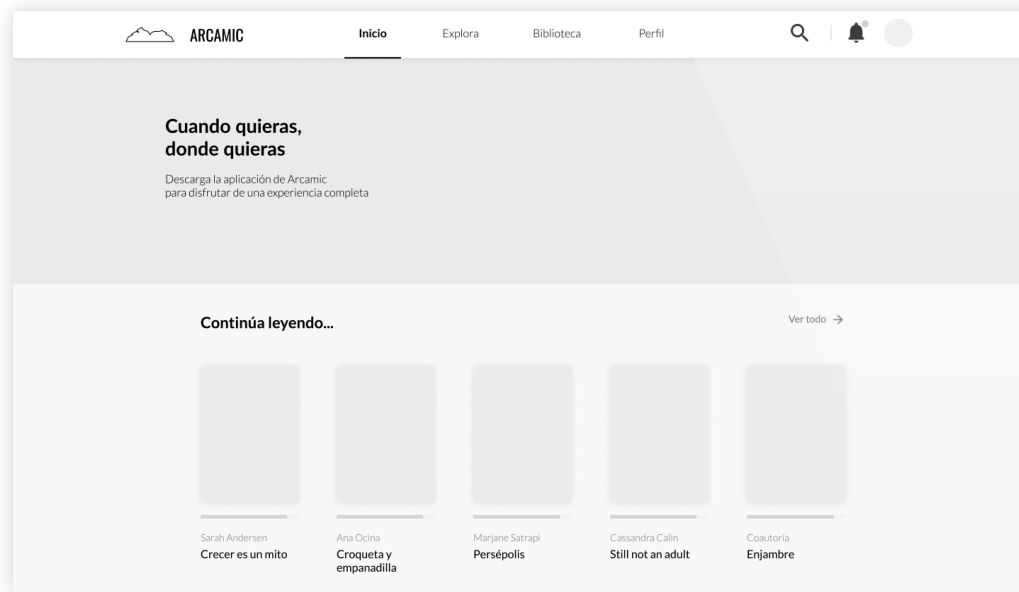 ARCAMIC
Inicio
Explora
Biblioteca
Perfil
Cuando quieras,
donde quieras
Descarga la aplicación de Arcamic
para disfrutar de una experiencia completa
Continúa leyendo...
Ver todo
Sarah Andersen
Crecer es un mito
Ana Ocina
Croqueta y
empanadilla
Marjane Satrapi
Persépolis
Cassandra Calin
Still not an adult
Coautoría
Enjambre